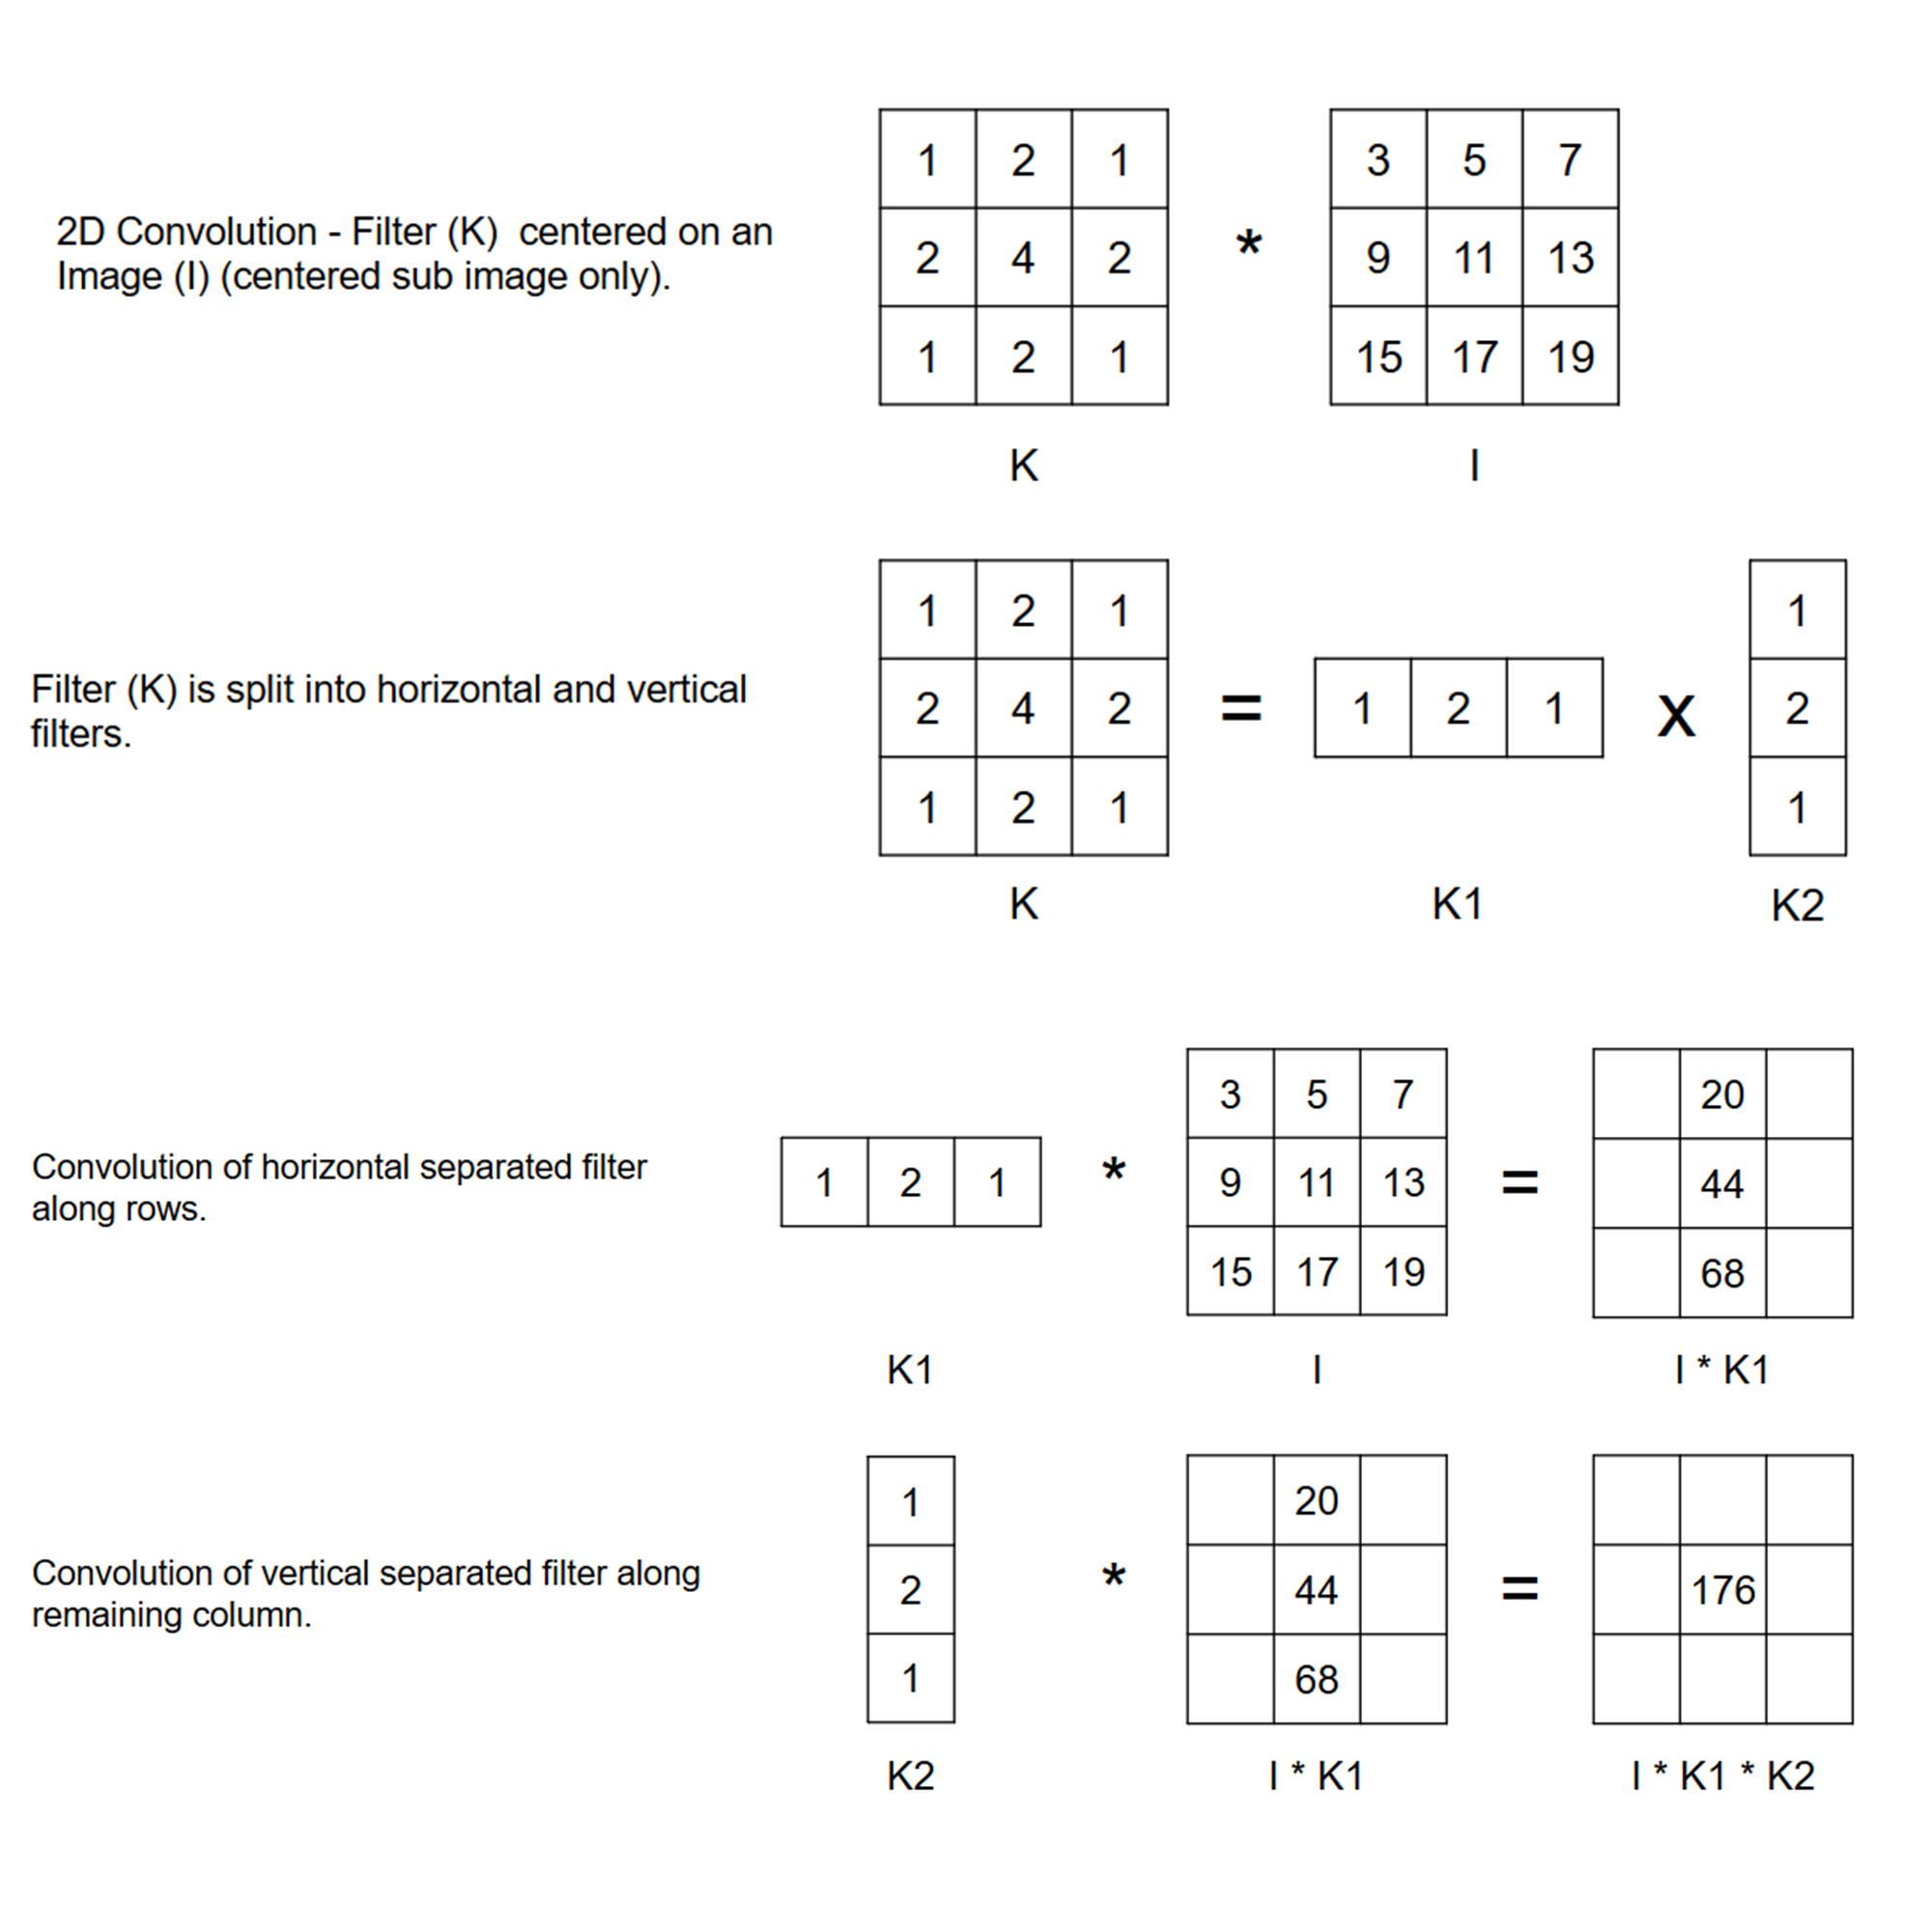 2D Convolution - Filter (K) centered on an
Image (I) (centered sub image only).
1 2 1
2 4 2
1 2 1
K
*
3 5 7
9 11 13
15 17 19
I
Filter (K) is split into horizontal and vertical
filters.
1 2 1
2 4 2
1 2 1
K
=
1 2 1
K1
x
1
2
1
K2
Convolution of horizontal separated filter
along rows.
1 2 1
K1
*
3 5 7
9 11 13
15 17 19
I
=
20
44
68
I * K1
Convolution of vertical separated filter along
remaining column.
1
2
1
K2
*
20
44
68
I * K1
=
176
I * K1 * K2